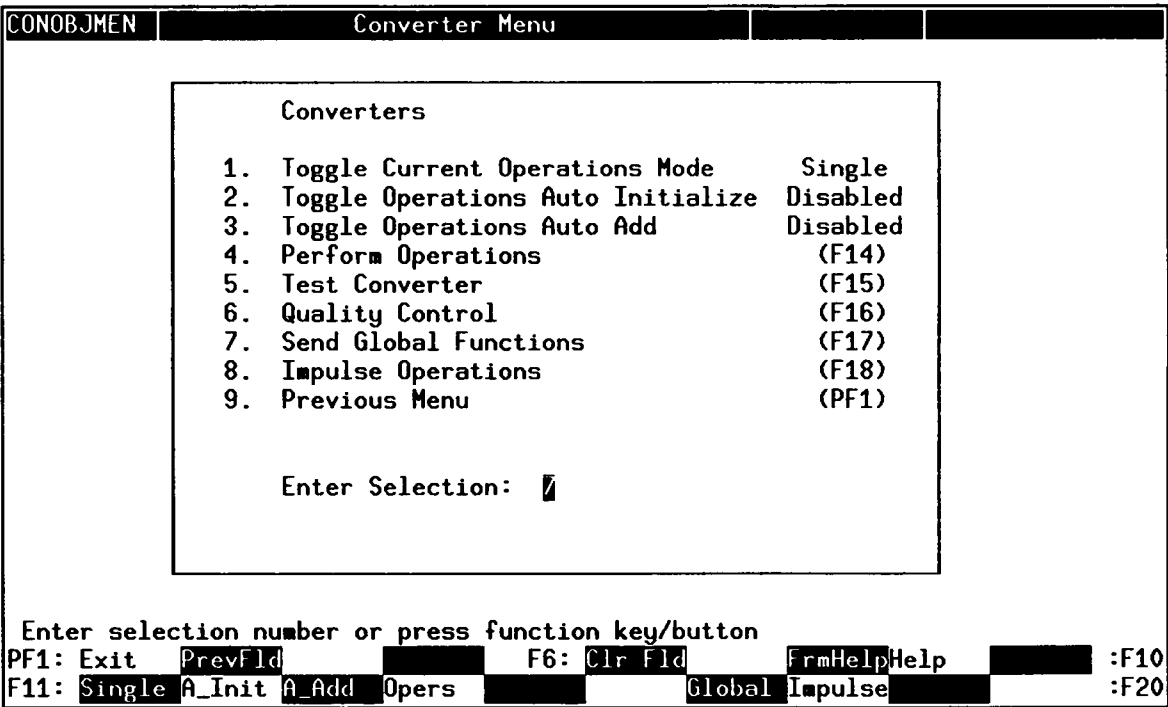 CONOBJMEN Converter Menu
Converters
1. Toggle Current Operations Mode Single
2. Toggle Operations Auto Initialize Disabled
3. Toggle Operations Auto Add Disabled
4. Perform Operations (F14)
5. Test Converter (F15)
6. Quality Control (F16)
7. Send Global Functions (F17)
8. Impulse Operations (F18)
9. Previous Menu (PF1)
Enter Selection: 7
Enter selection number or press function key/button
PF1: Exit PrevFld F6: Clr Fld FrmHelp Help :F10
F11: Single A_Init A_Add Opers Global Impulse :F20